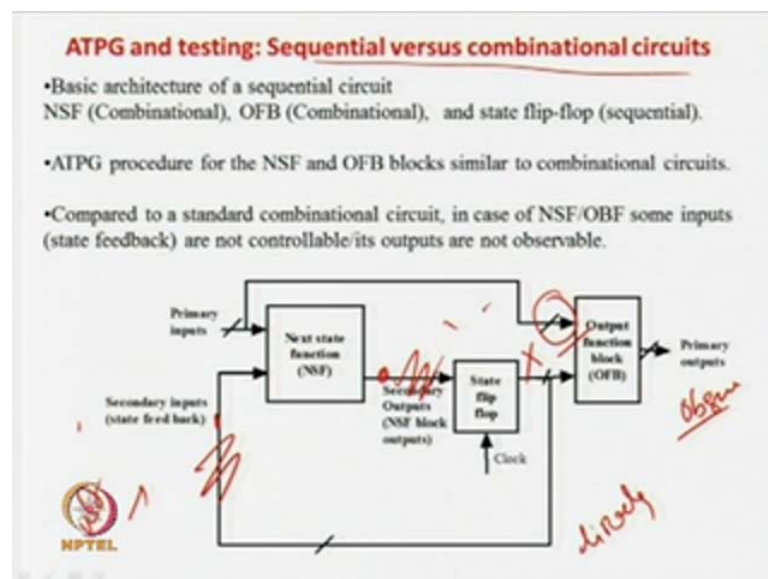 ATPG and testing: Sequential versus combinational circuits
•Basic architecture of a sequential circuit
NSF (Combinational), OFB (Combinational), and state flip-flop (sequential).
•ATPG procedure for the NSF and OFB blocks similar to combinational circuits.
•Compared to a standard combinational circuit, in case of NSF/OBF some inputs
(state feedback) are not controllable/its outputs are not observable.
Primary
inputs
Next state
function
(NSF)
Secondary inputs
(state feed back)
Secondary
Outputs
(NSF block
outputs)
State
flip
flop
Clock
Output
function
block
(OFB)
Primary
outputs
NPTEL